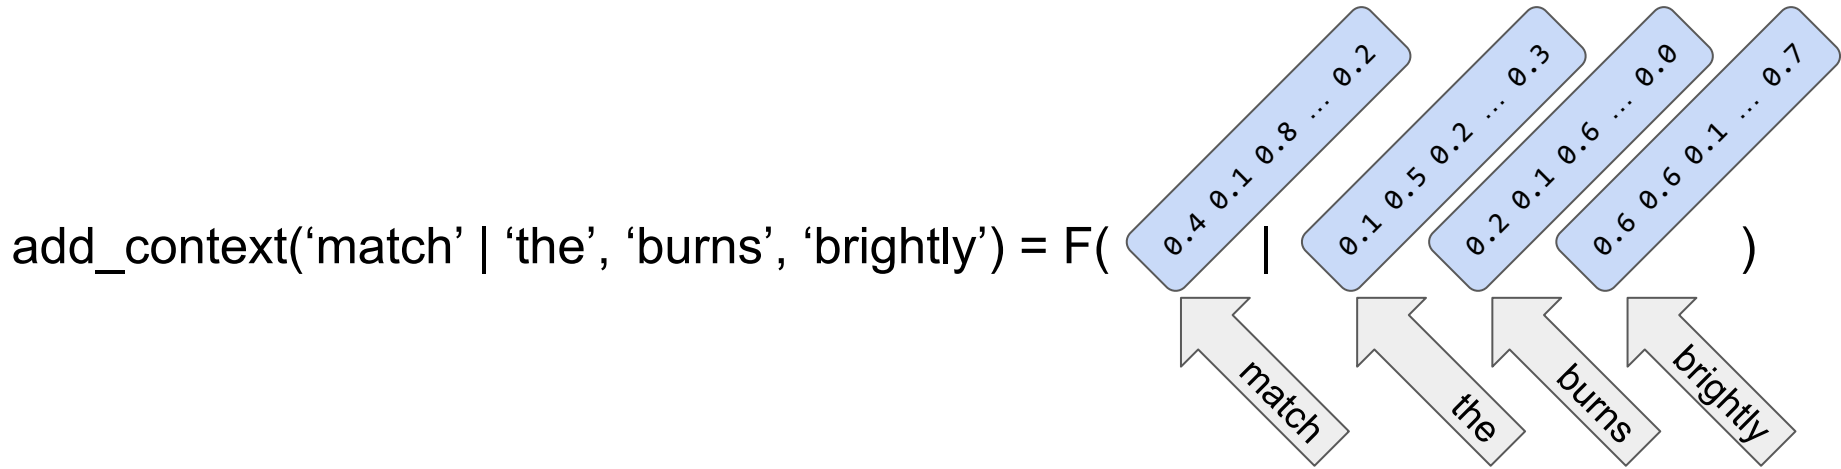 add_context(‘match’ | ‘the’, ‘burns’, ‘brightly’) = F( | )
0.4 0.1 0.8 ... 0.2
0.1 0.5 0.2 ... 0.3
0.2 0.1 0.6 ... 0.0
0.6 0.6 0.1 ... 0.7
match
the
burns
brightly